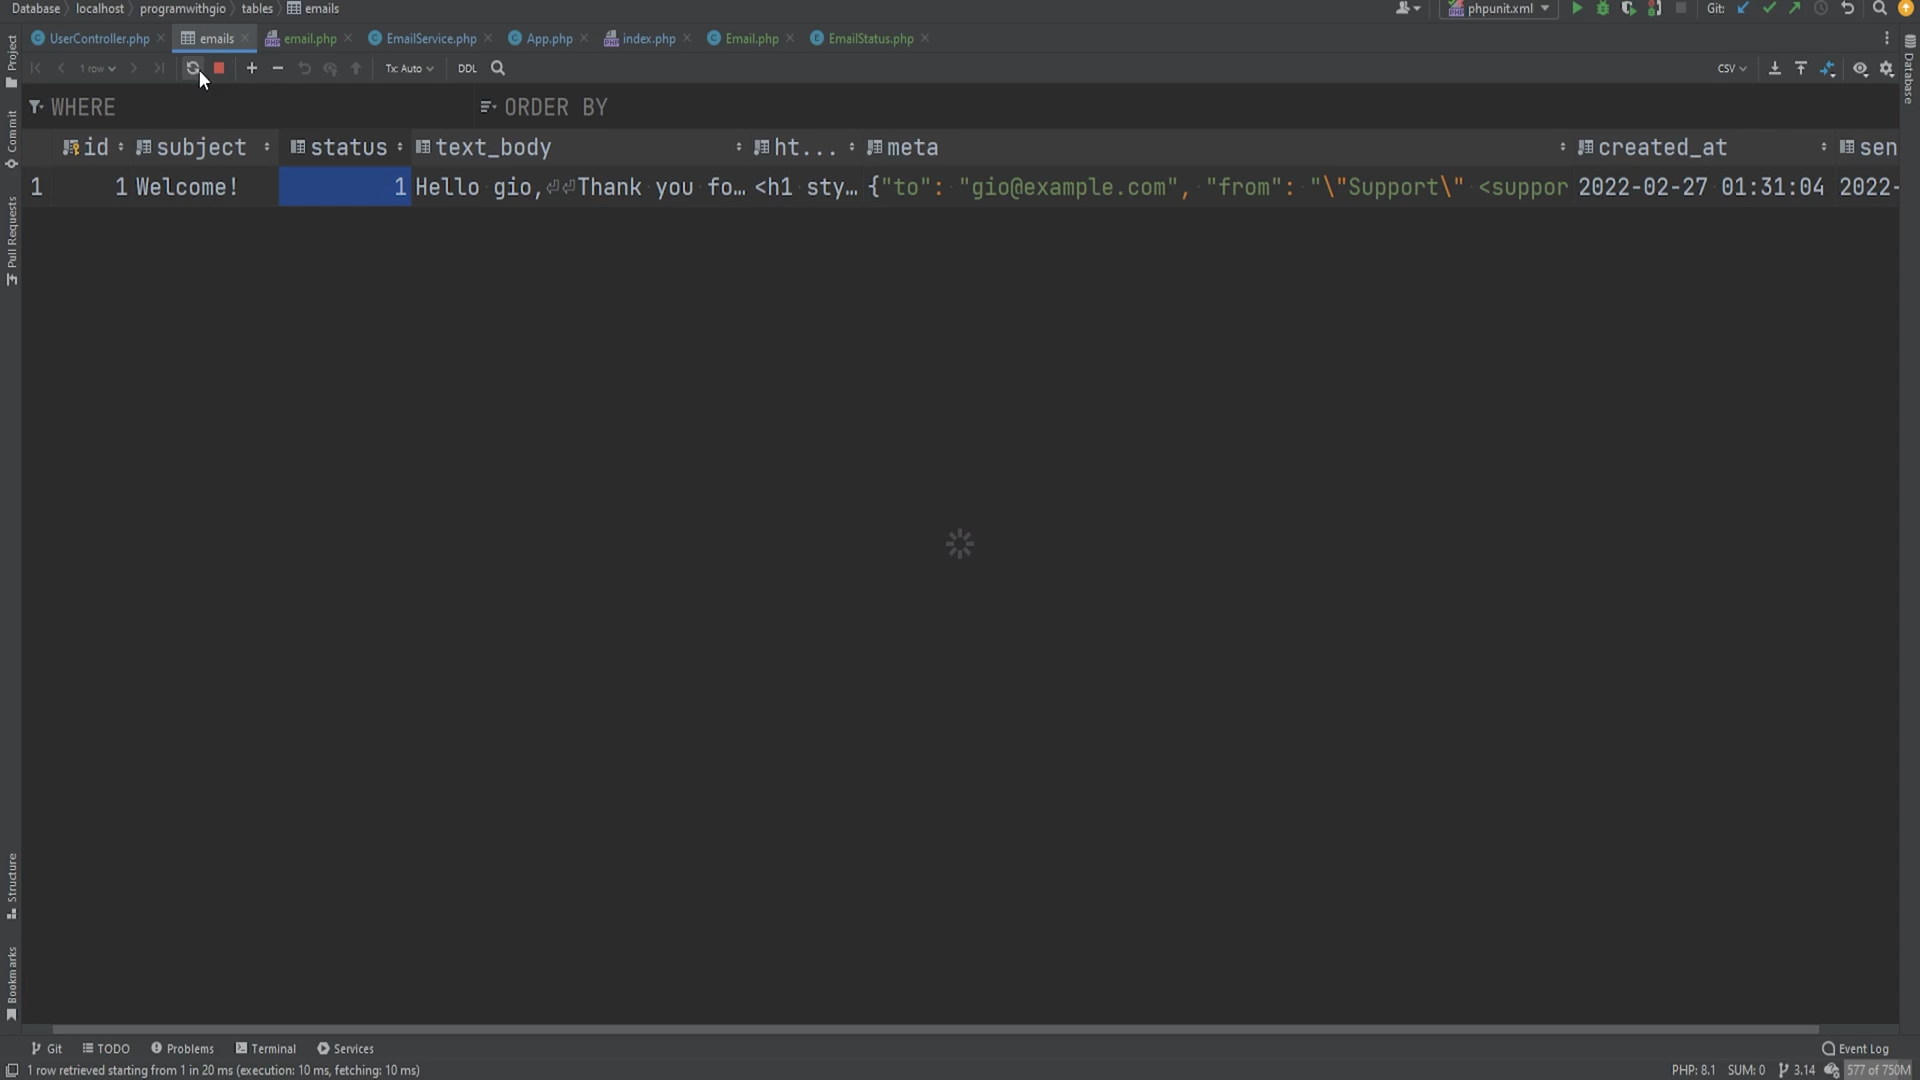 Database localhost programwithgio tables emails phpunit.xml Git:
UserController.php emails email.php EmailService.php App.php index.php Email.php EmailStatus.php
1 row Tx: Auto DDL CSV
WHERE ORDER BY
id subject status text_body ht... meta created_at sen
1 1 Welcome! 1 Hello gio,⏎⏎Thank you fo… <h1 sty… {"to": "gio@example.com", "from": "\"Support\" <suppor 2022-02-27 01:31:04 2022-
Project
Commit
Pull Requests
Structure
Bookmarks
Database
Git TODO Problems Terminal Services Event Log
1 row retrieved starting from 1 in 20 ms (execution: 10 ms, fetching: 10 ms) PHP: 8.1 SUM: 0 3.14 577 of 750M